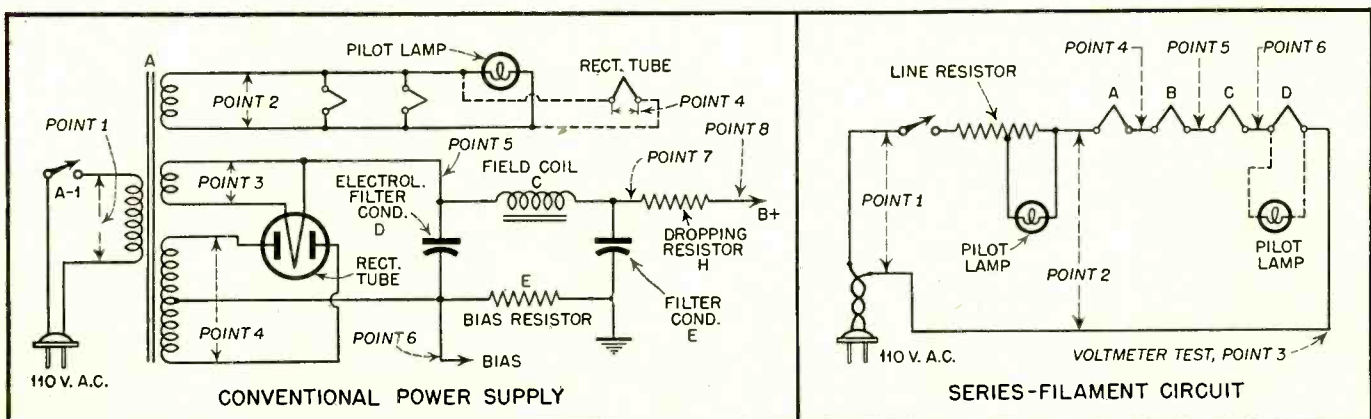 A
PILOT LAMP
RECT. TUBE
POINT 2
POINT 4
POINT 8
POINT 1
POINT 5
FIELD COIL
C
POINT 7
A-1
POINT 3
ELECTROL.
FILTER
COND.
D
B+
DROPPING
RESISTOR
H
RECT.
TUBE
POINT 4
E
BIAS RESISTOR
FILTER
COND.
E
POINT 6
BIAS
110 V. A.C.
CONVENTIONAL POWER SUPPLY
POINT 4
POINT 5
POINT 6
LINE RESISTOR
A
B
C
D
POINT 1
PILOT
LAMP
POINT 2
PILOT
LAMP
110 V. A.C.
VOLTMETER TEST, POINT 3
SERIES-FILAMENT CIRCUIT